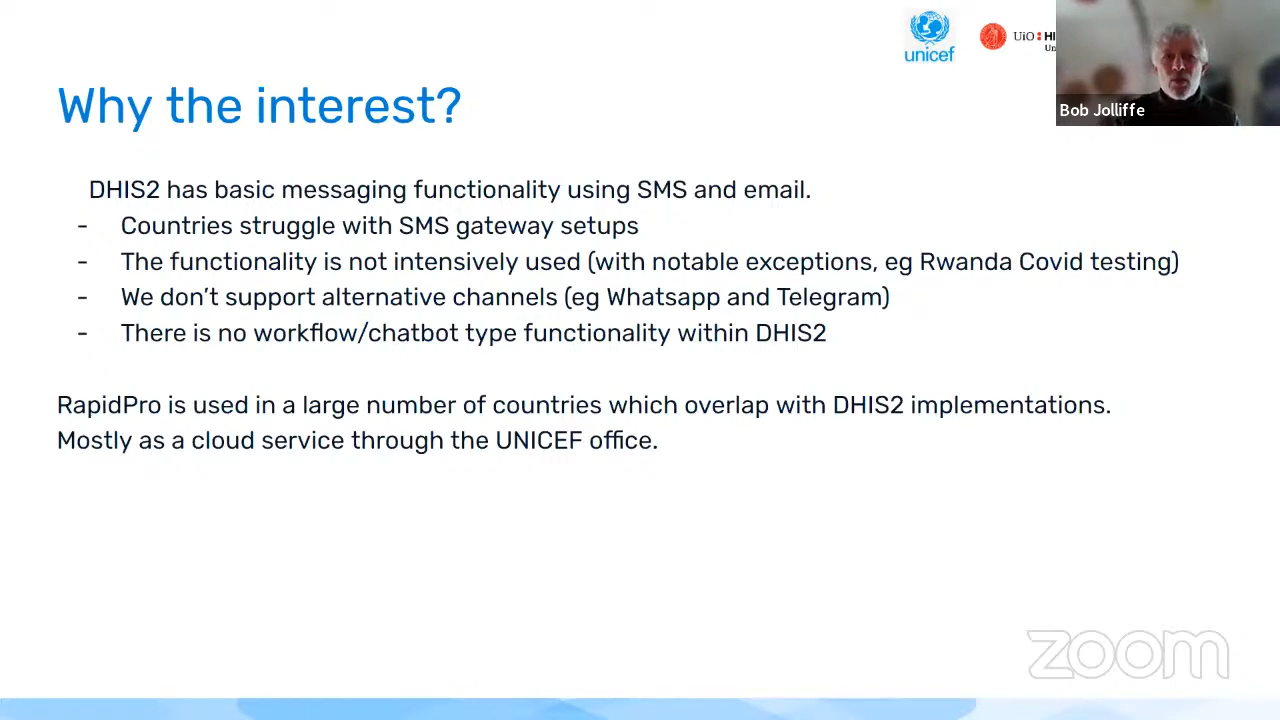 unicef
UiO
Bob Jolliffe
Why the interest?
DHIS2 has basic messaging functionality using SMS and email.
- Countries struggle with SMS gateway setups
- The functionality is not intensively used (with notable exceptions, eg Rwanda Covid testing)
- We don’t support alternative channels (eg Whatsapp and Telegram)
- There is no workflow/chatbot type functionality within DHIS2
RapidPro is used in a large number of countries which overlap with DHIS2 implementations.
Mostly as a cloud service through the UNICEF office.
zoom